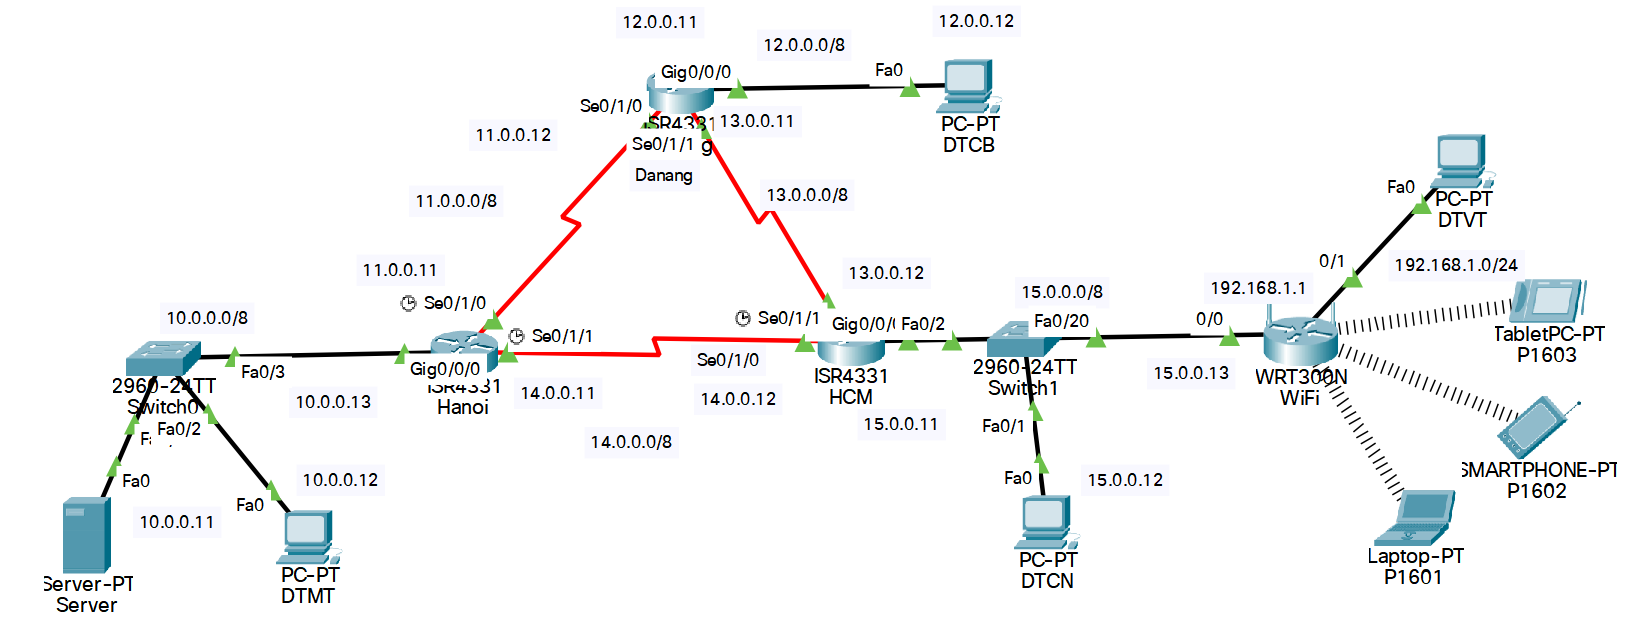 12.0.0.11
12.0.0.12
12.0.0.0/8
Gig0/0/0
Fa0
Se0/1/0
ISR4331
13.0.0.11
PC-PT
DTCB
11.0.0.12
Se0/1/1 g
Danang
PC-PT
DTVT
Fa0
13.0.0.0/8
11.0.0.0/8
11.0.0.11
13.0.0.12
0/1
192.168.1.0/24
Se0/1/0
15.0.0.0/8
192.168.1.1
10.0.0.0/8
Se0/1/1
Se0/1/1
Gig0/0/
Fa0/2
Fa0/20
0/0
TabletPC-PT
P1603
Fa0/3
Gig0/0/0
Se0/1/0
2960-24TT
Switch0
ISR4331
Hanoi
14.0.0.11
ISR4331
HCM
2960-24TT
Switch1
15.0.0.13
WRT300N
WiFi
10.0.0.13
14.0.0.12
15.0.0.11
Fa0/2
Fa0/1
14.0.0.0/8
Fa0
10.0.0.12
Fa0
15.0.0.12
SMARTPHONE-PT
P1602
Fa0
10.0.0.11
Server-PT
Server
PC-PT
DTMT
PC-PT
DTCN
Laptop-PT
P1601